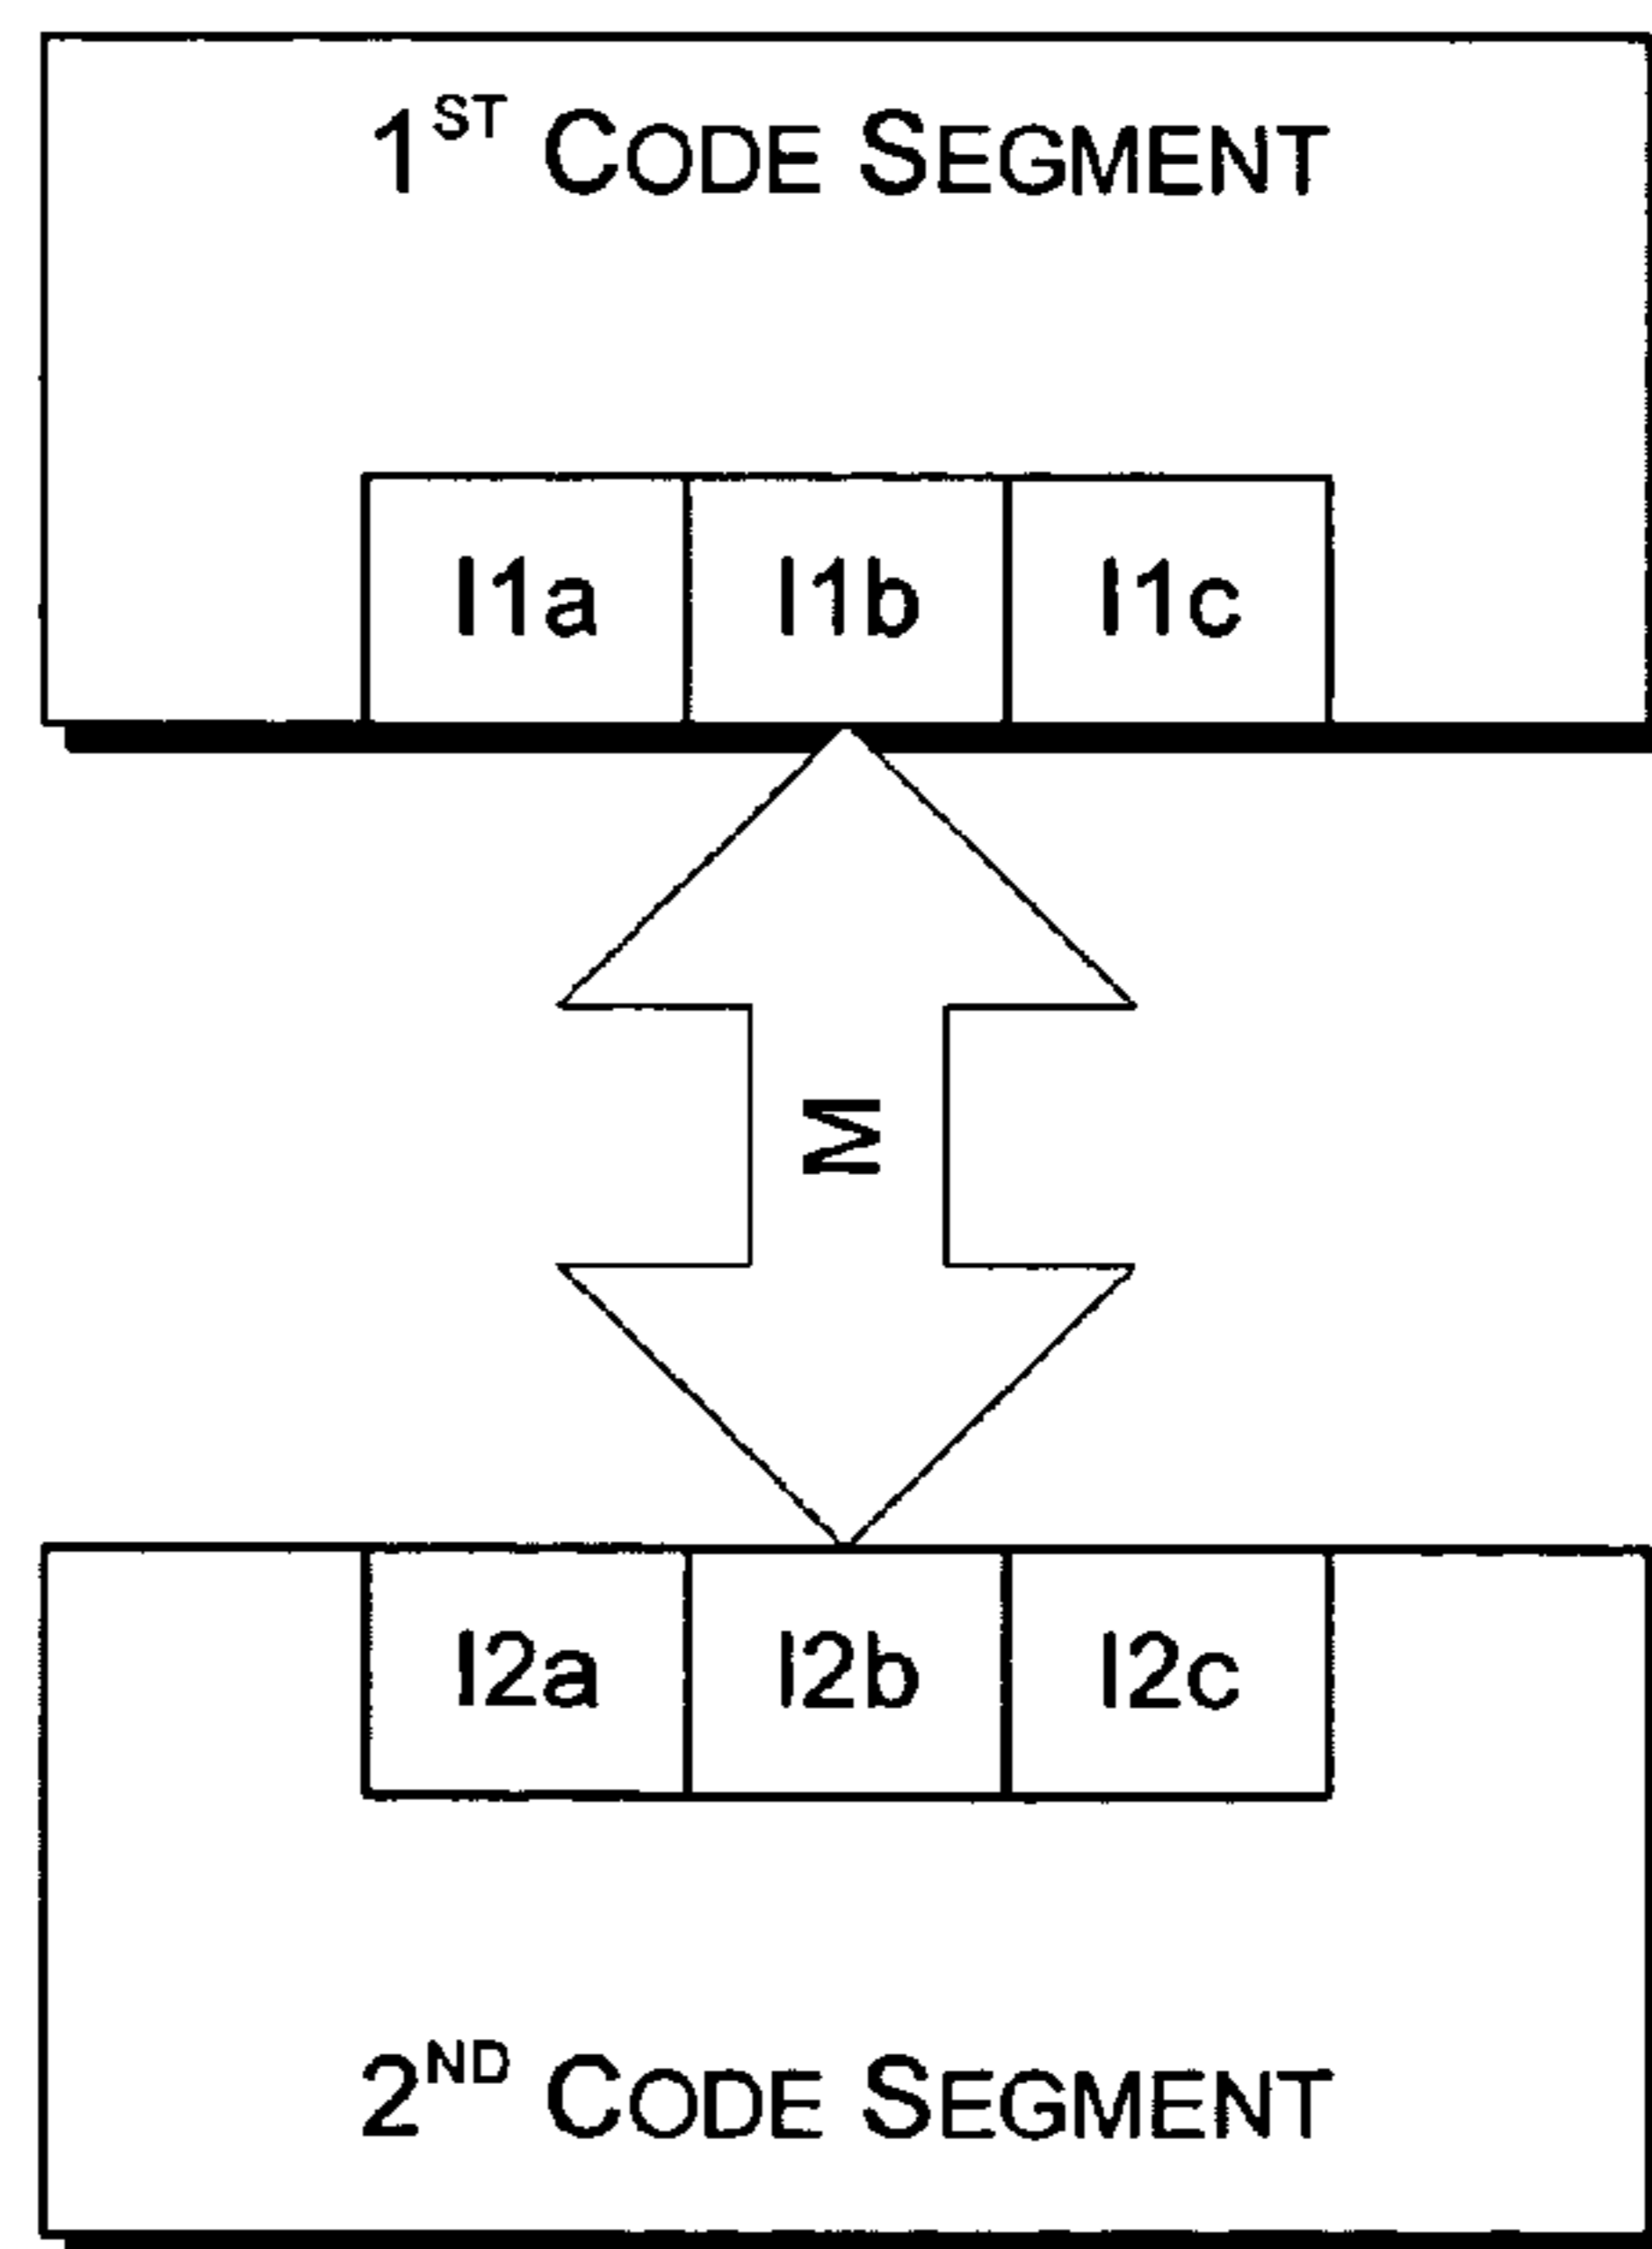 1ST CODE SEGMENT
I1a I1b I1c
M
I2a I2b I2c
2ND CODE SEGMENT